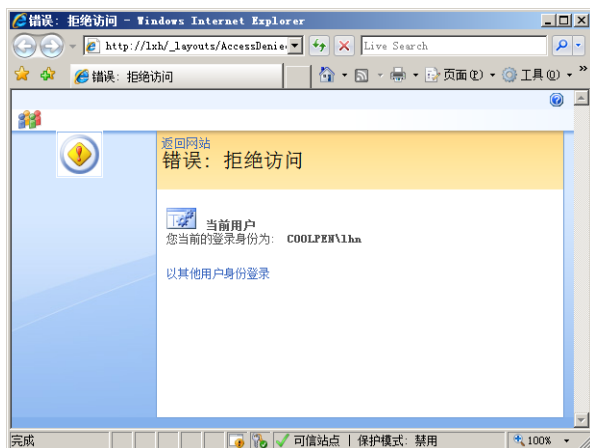 错误: 拒绝访问 - Windows Internet Explorer
http://lxh/_layouts/AccessDenie
Live Search
错误: 拒绝访问
页面(P)
工具(O)
»
返回网站
错误: 拒绝访问
当前用户
您当前的登录身份为: COOLPEN\lhn
以其他用户身份登录
完成
可信站点 | 保护模式: 禁用
100%